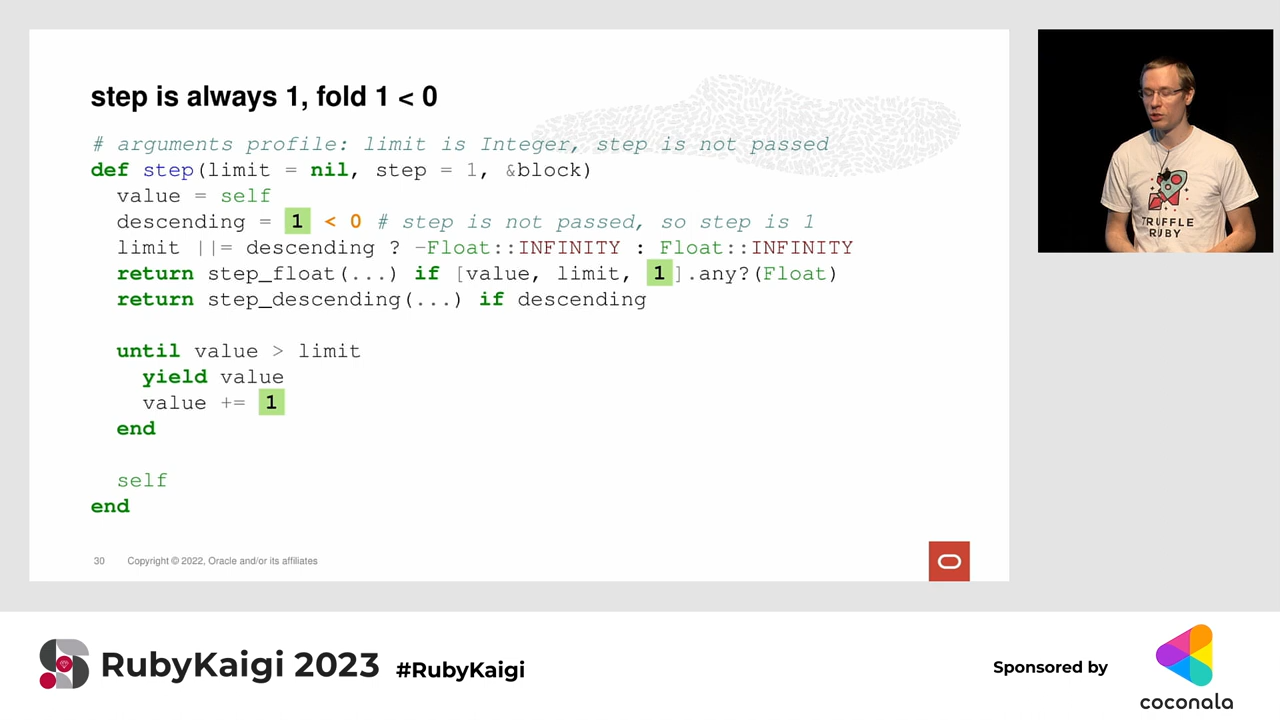 step is always 1, fold 1 < 0
# arguments profile: limit is Integer, step is not passed
def step(limit = nil, step = 1, &block)
value = self
descending = 1 < 0 # step is not passed, so step is 1
limit ||= descending ? -Float::INFINITY : Float::INFINITY
return step_float(...) if [value, limit, 1].any?(Float)
return step_descending(...) if descending
until value > limit
yield value
value += 1
end
self
end
30 Copyright © 2022, Oracle and/or its affiliates
TRUFFLE
RUBY
RubyKaigi 2023 #RubyKaigi
Sponsored by
coconala